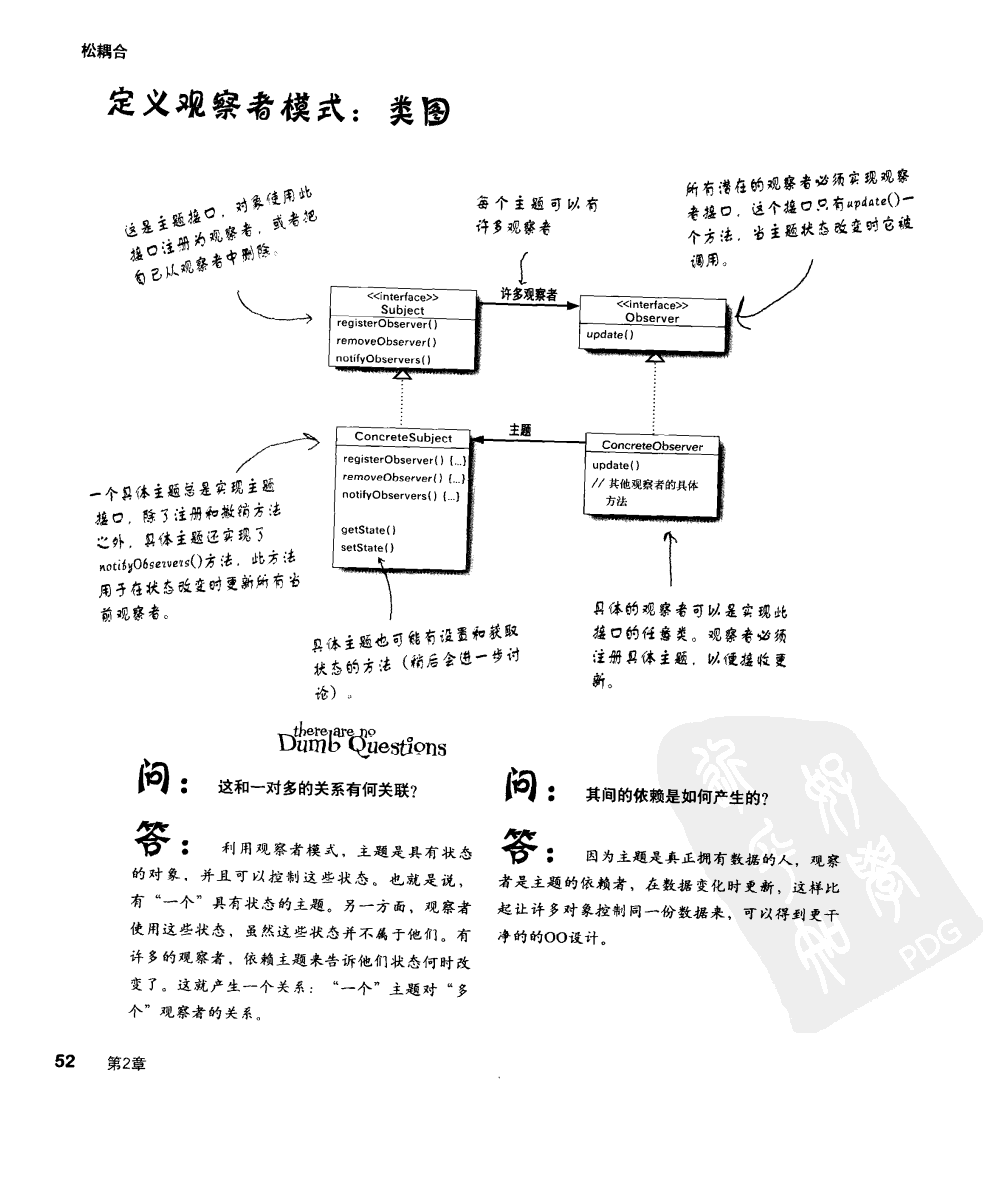 松耦合
定义观察者模式：类图
这是主题接口，对象使用此
接口注册为观察者，或者把
自己从观察者中删除。
每个主题可以有
许多观察者
所有潜在的观察者必须实现观察
者接口，这个接口只有update()一
个方法，当主题状态改变时它被
调用。
<<interface>>
Subject
registerObserver()
removeObserver()
notifyObservers()
许多观察者
<<interface>>
Observer
update()
ConcreteSubject
registerObserver() {...}
removeObserver() {...}
notifyObservers() {...}
getState()
setState()
主题
ConcreteObserver
update()
// 其他观察者的具体
方法
一个具体主题总是实现主题
接口，除了注册和撤销方法
之外，具体主题还实现了
notifyObservers()方法，此方法
用于在状态改变时更新所有当
前观察者。
具体主题也可能有设置和获取
状态的方法（稍后会进一步讨
论）。
具体的观察者可以是实现此
接口的任意类。观察者必须
注册具体主题，以便接收更
新。
there are no
Dumb Questions
问： 这和一对多的关系有何关联？
答： 利用观察者模式，主题是具有状态
的对象，并且可以控制这些状态。也就是说，
有“一个”具有状态的主题。另一方面，观察者
使用这些状态，虽然这些状态并不属于他们。有
许多的观察者，依赖主题来告诉他们状态何时改
变了。这就产生一个关系：“一个”主题对“多
个”观察者的关系。
问： 其间的依赖是如何产生的？
答： 因为主题是真正拥有数据的人，观察
者是主题的依赖者，在数据变化时更新，这样比
起让许多对象控制同一份数据来，可以得到更干
净的的OO设计。
PDG
52 第2章